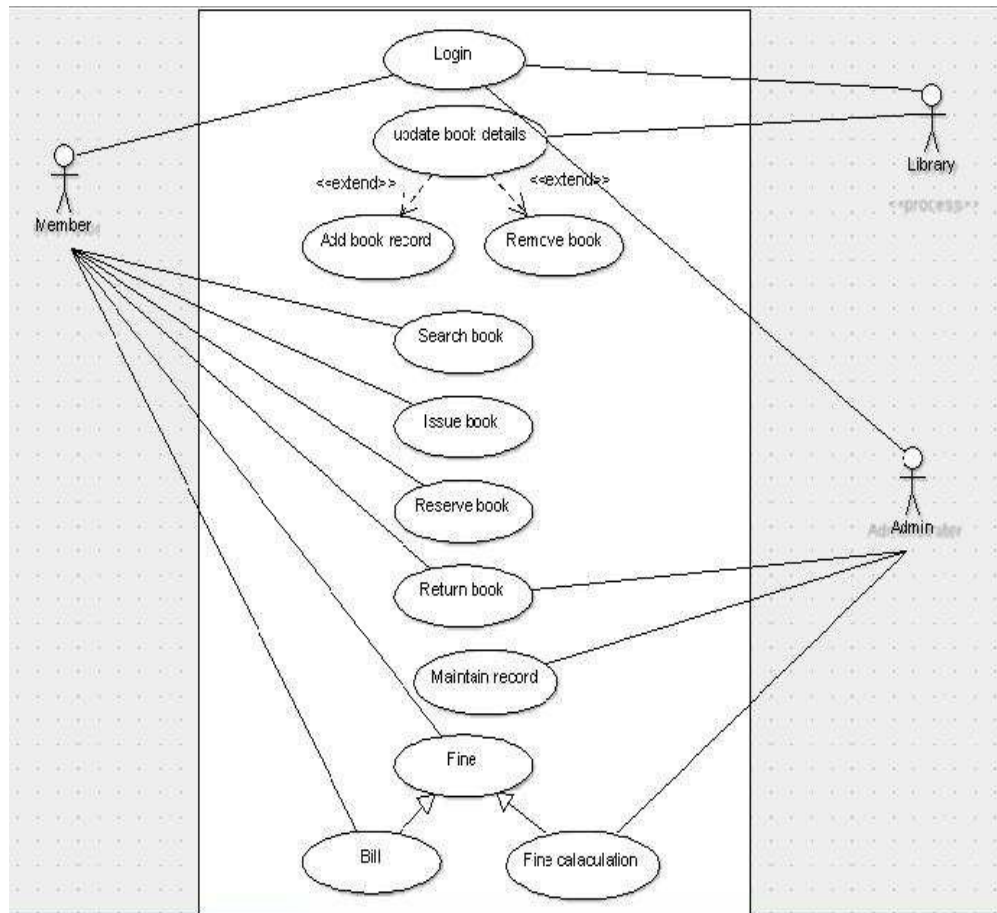 Login
update book details
Library
<<extend>>
<<extend>>
Member
<<process>>
Add book record
Remove book
Search book
Issue book
Reserve book
Admin
Return book
Maintain record
Fine
Bill
Fine calaculation